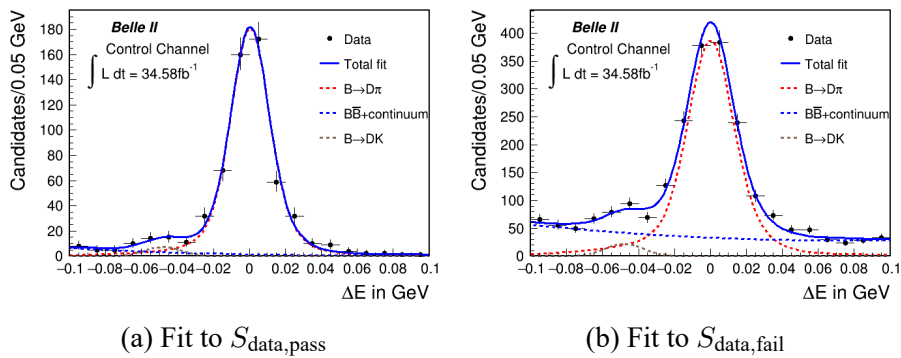 Belle II
Control Channel
∫ L dt = 34.58fb⁻¹
Data
Total fit
B→Dπ
BB̅+continuum
B→DK
Candidates/0.05 GeV
180
160
140
120
100
80
60
40
20
0
−0.1 −0.08 −0.06 −0.04 −0.02 0 0.02 0.04 0.06 0.08 0.1
ΔE in GeV
(a) Fit to S_data,pass
Belle II
Control Channel
∫ L dt = 34.58fb⁻¹
Data
Total fit
B→Dπ
BB̅+continuum
B→DK
Candidates/0.05 GeV
400
350
300
250
200
150
100
50
0
−0.1 −0.08 −0.06 −0.04 −0.02 0 0.02 0.04 0.06 0.08 0.1
ΔE in GeV
(b) Fit to S_data,fail